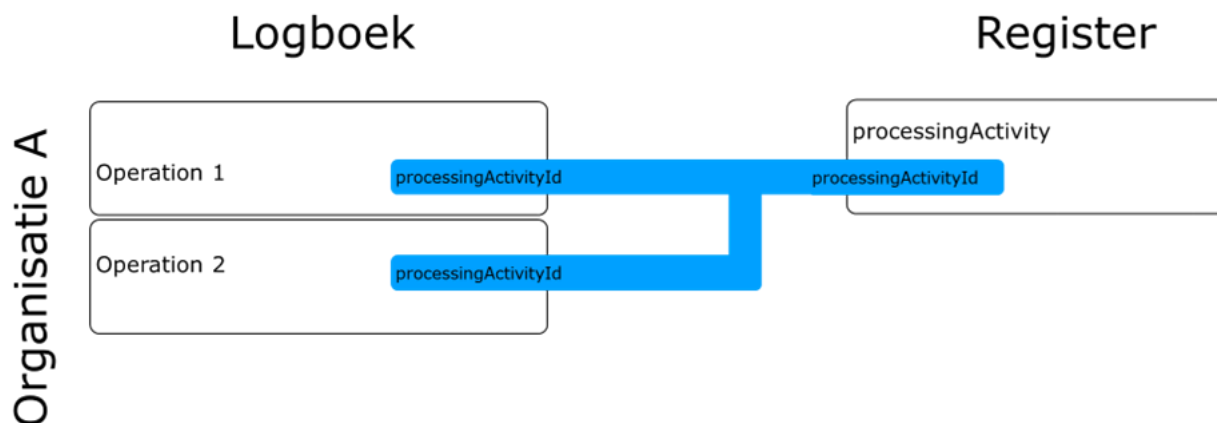 Logboek
Register
Organisatie A
processingActivity
Operation 1
processingActivityId
processingActivityId
Operation 2
processingActivityId